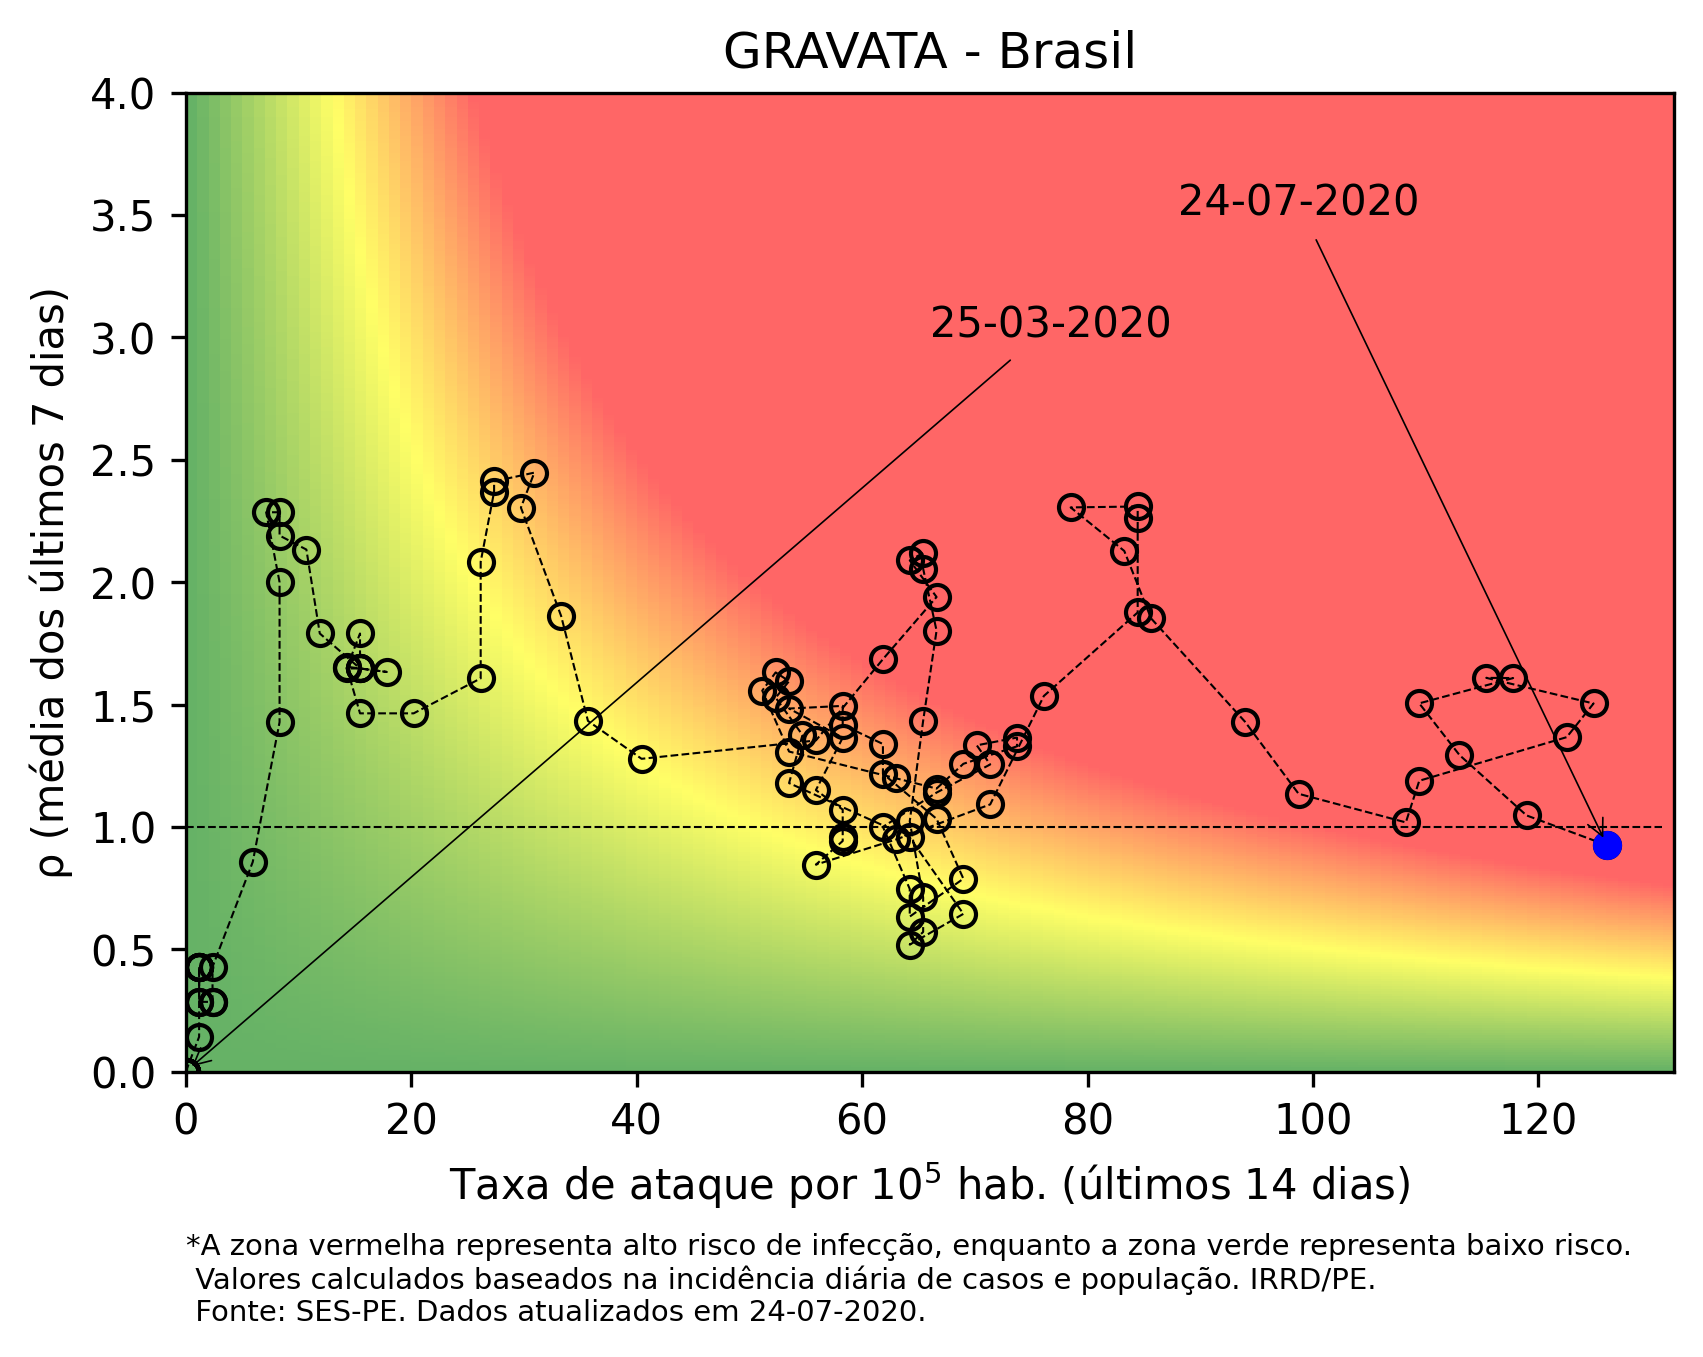 GRAVATA - Brasil
4.0
3.5
3.0
2.5
2.0
1.5
1.0
0.5
0.0
ρ (média dos últimos 7 dias)
24-07-2020
25-03-2020
0 20 40 60 80 100 120
Taxa de ataque por 10⁵ hab. (últimos 14 dias)
*A zona vermelha representa alto risco de infecção, enquanto a zona verde representa baixo risco.
Valores calculados baseados na incidência diária de casos e população. IRRD/PE.
Fonte: SES-PE. Dados atualizados em 24-07-2020.